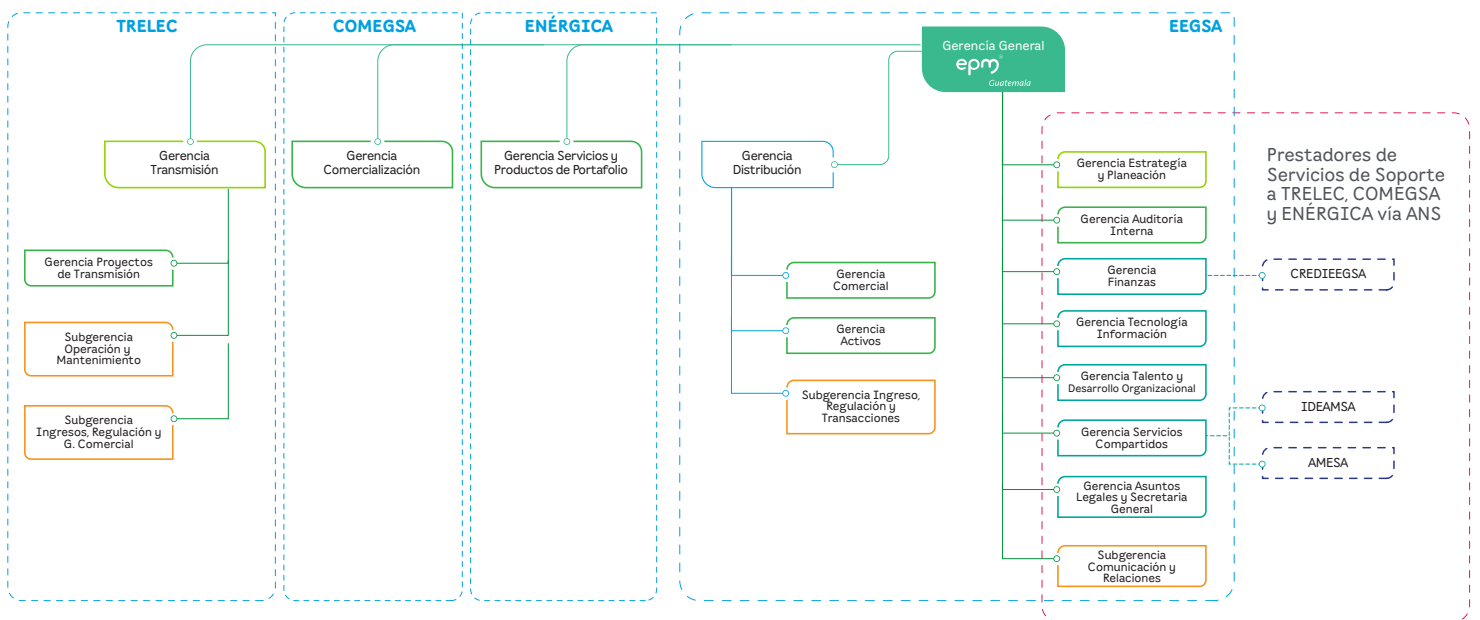 TRELEC
COMEGSA
ENÉRGICA
EEGSA
Gerencia General
epm®
Guatemala
Gerencia
Transmisión
Gerencia
Comercialización
Gerencia Servicios y
Productos de Portafolio
Gerencia
Distribución
Gerencia Proyectos
de Transmisión
Subgerencia
Operación y
Mantenimiento
Subgerencia
Ingresos, Regulación y
G. Comercial
Gerencia
Comercial
Gerencia
Activos
Subgerencia Ingreso,
Regulación y
Transacciones
Gerencia Estrategía
y Planeación
Gerencia Auditoría
Interna
Gerencia
Finanzas
Gerencia Tecnología
Información
Gerencia Talento y
Desarrollo Organizacional
Gerencia Servicios
Compartidos
Gerencia Asuntos
Legales y Secretaria
General
Subgerencia
Comunicación y
Relaciones
Prestadores de
Servicios de Soporte
a TRELEC, COMEGSA
y ENÉRGICA vía ANS
CREDIEEGSA
IDEAMSA
AMESA